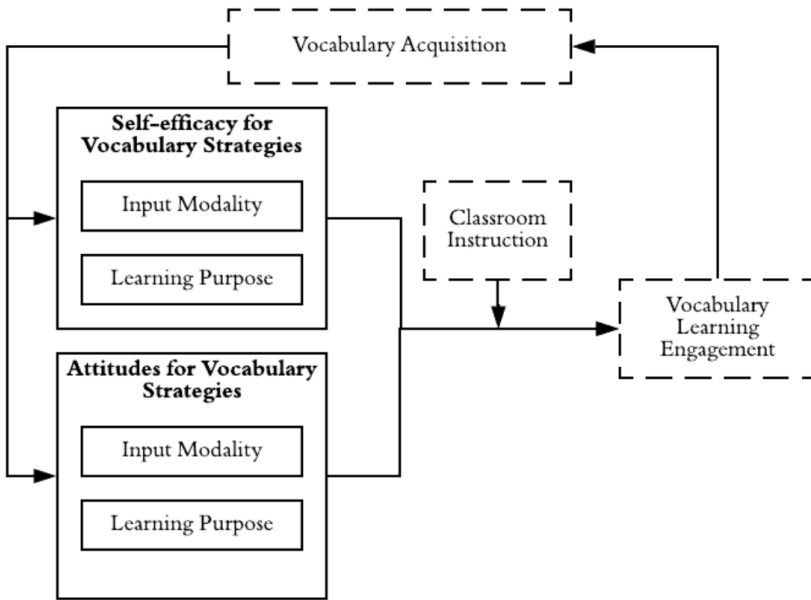 Vocabulary Acquisition
Self-efficacy for
Vocabulary Strategies
Input Modality
Learning Purpose
Classroom
Instruction
Vocabulary
Learning
Engagement
Attitudes for Vocabulary
Strategies
Input Modality
Learning Purpose